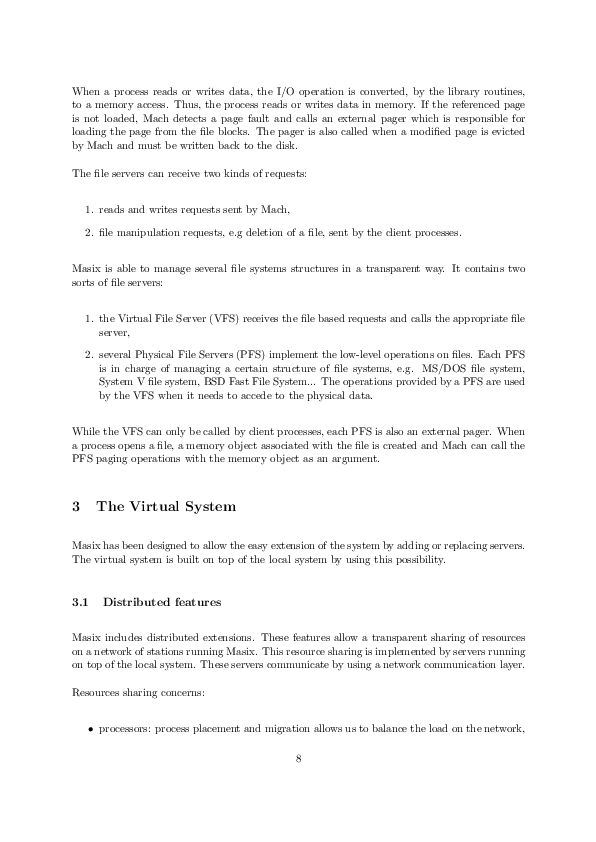 When a process reads or writes data, the I/O operation is converted, by the library routines,
to a memory access. Thus, the process reads or writes data in memory. If the referenced page
is not loaded, Mach detects a page fault and calls an external pager which is responsible for
loading the page from the file blocks. The pager is also called when a modified page is evicted
by Mach and must be written back to the disk.
The file servers can receive two kinds of requests:
1. reads and writes requests sent by Mach,
2. file manipulation requests, e.g deletion of a file, sent by the client processes.
Masix is able to manage several file systems structures in a transparent way. It contains two
sorts of file servers:
1. the Virtual File Server (VFS) receives the file based requests and calls the appropriate file
server,
2. several Physical File Servers (PFS) implement the low-level operations on files. Each PFS
is in charge of managing a certain structure of file systems, e.g. MS/DOS file system,
System V file system, BSD Fast File System... The operations provided by a PFS are used
by the VFS when it needs to accede to the physical data.
While the VFS can only be called by client processes, each PFS is also an external pager. When
a process opens a file, a memory object associated with the file is created and Mach can call the
PFS paging operations with the memory object as an argument.
3 The Virtual System
Masix has been designed to allow the easy extension of the system by adding or replacing servers.
The virtual system is built on top of the local system by using this possibility.
3.1 Distributed features
Masix includes distributed extensions. These features allow a transparent sharing of resources
on a network of stations running Masix. This resource sharing is implemented by servers running
on top of the local system. These servers communicate by using a network communication layer.
Resources sharing concerns:
• processors: process placement and migration allows us to balance the load on the network,
8